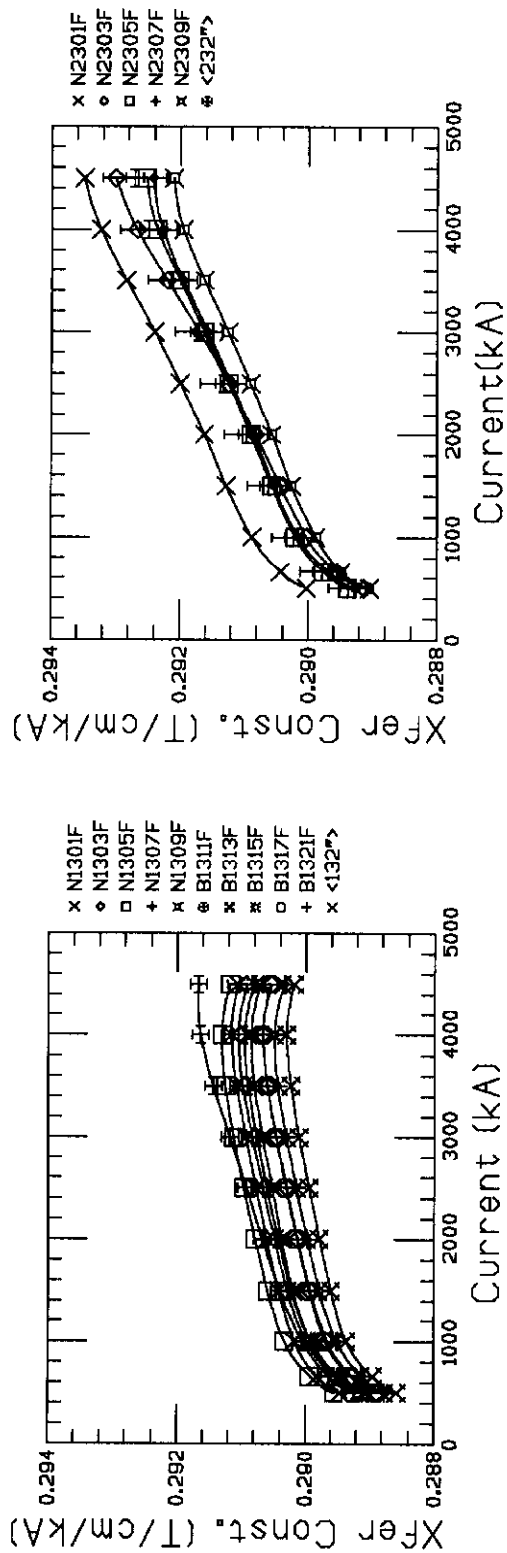 XFer Const. (T/cm/kA)
0.294
0.292
0.290
0.288
0
1000
2000
3000
4000
5000
Current (kA)
× N1301F
◇ N1303F
□ N1305F
+ N1307F
¤ N1309F
⊕ B1311F
× B1313F
* B1315F
○ B1317F
+ B1321F
× <132">
XFer Const. (T/cm/kA)
0.294
0.292
0.290
0.288
0
1000
2000
3000
4000
5000
Current(kA)
× N2301F
◇ N2303F
□ N2305F
+ N2307F
¤ N2309F
⊕ <232">